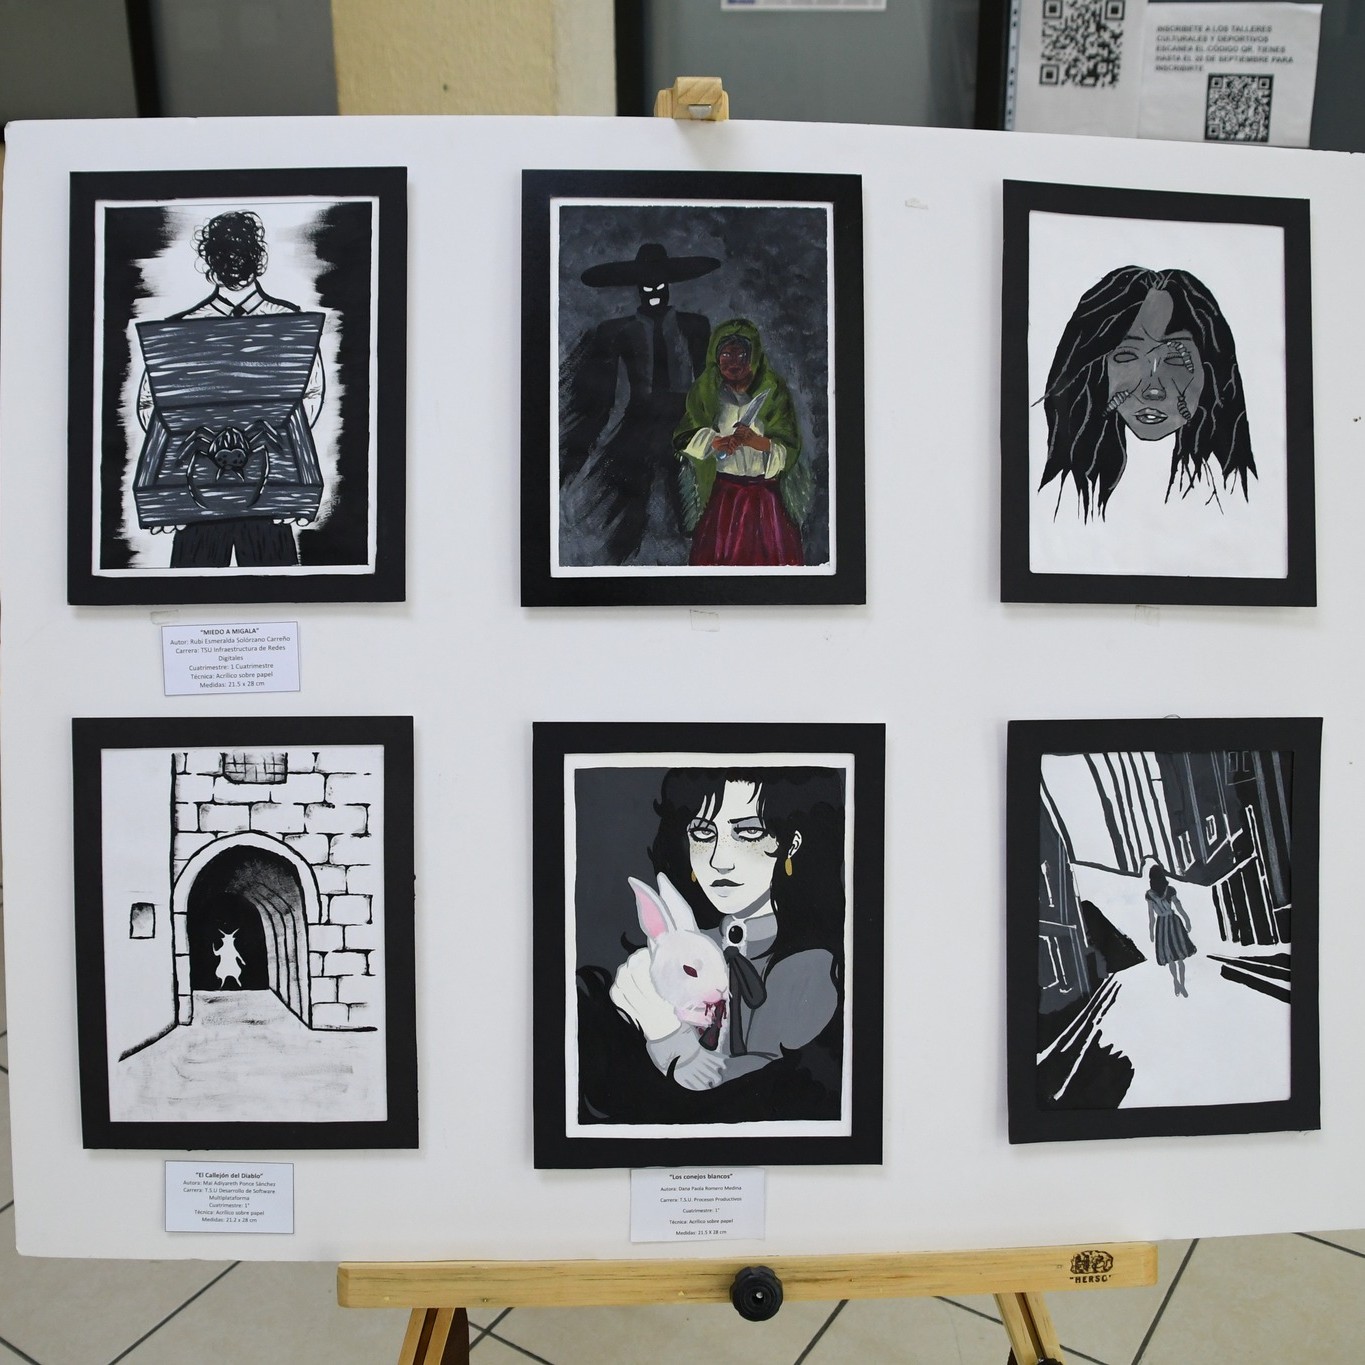 INSCRIBETE A LOS TALLERES
CULTURALES Y DEPORTIVOS
ESCANEA EL CÓDIGO QR. TIENES
HASTA EL 20 DE SEPTIEMBRE PARA
INSCRIBIRTE
"MIEDO A MIGALA"
Autor: Rubi Esmeralda Solórzano Carreño
Carrera: TSU Infraestructura de Redes
Digitales
Cuatrimestre: 1 Cuatrimestre
Técnica: Acrílico sobre papel
Medidas: 21.5 x 28 cm
"El Callejón del Diablo"
Autora: Mai Adiyareth Ponce Sánchez
Carrera: T.S.U Desarrollo de Software
Multiplataforma
Cuatrimestre: 1°
Técnica: Acrílico sobre papel
Medidas: 21.2 x 28 cm
"Los conejos blancos"
Autora: Dana Paola Romero Medina
Carrera: T.S.U. Procesos Productivos
Cuatrimestre: 1°
Técnica: Acrílico sobre papel
Medidas: 21.5 X 28 cm
"HERSO"